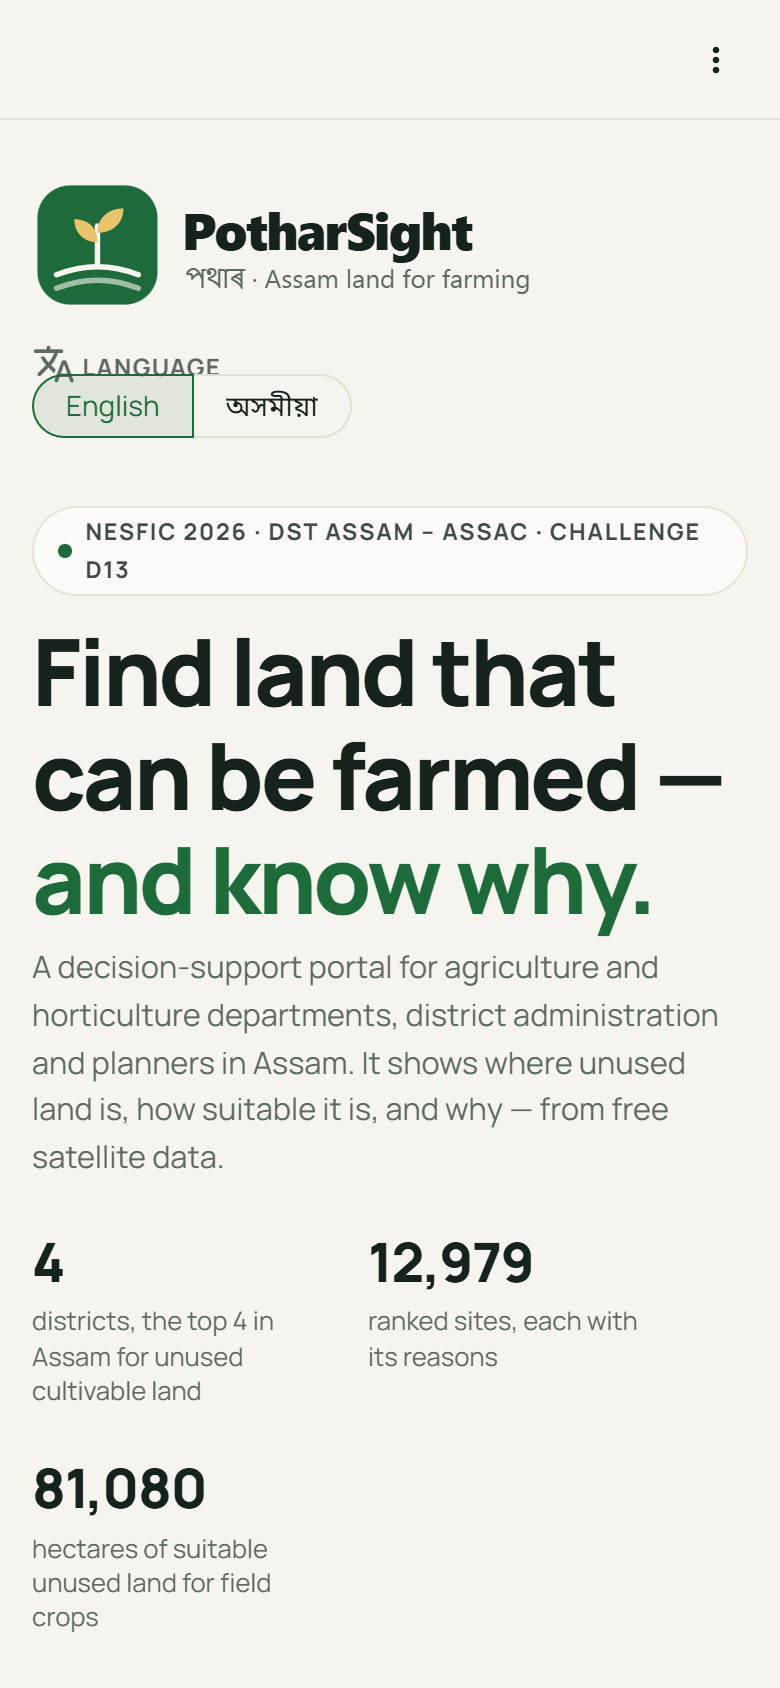 PotharSight
পথাৰ · Assam land for farming
LANGUAGE
English
অসমীয়া
NESFIC 2026 · DST ASSAM – ASSAC · CHALLENGE
D13
Find land that
can be farmed —
and know why.
A decision-support portal for agriculture and
horticulture departments, district administration
and planners in Assam. It shows where unused
land is, how suitable it is, and why — from free
satellite data.
4
districts, the top 4 in
Assam for unused
cultivable land
12,979
ranked sites, each with
its reasons
81,080
hectares of suitable
unused land for field
crops